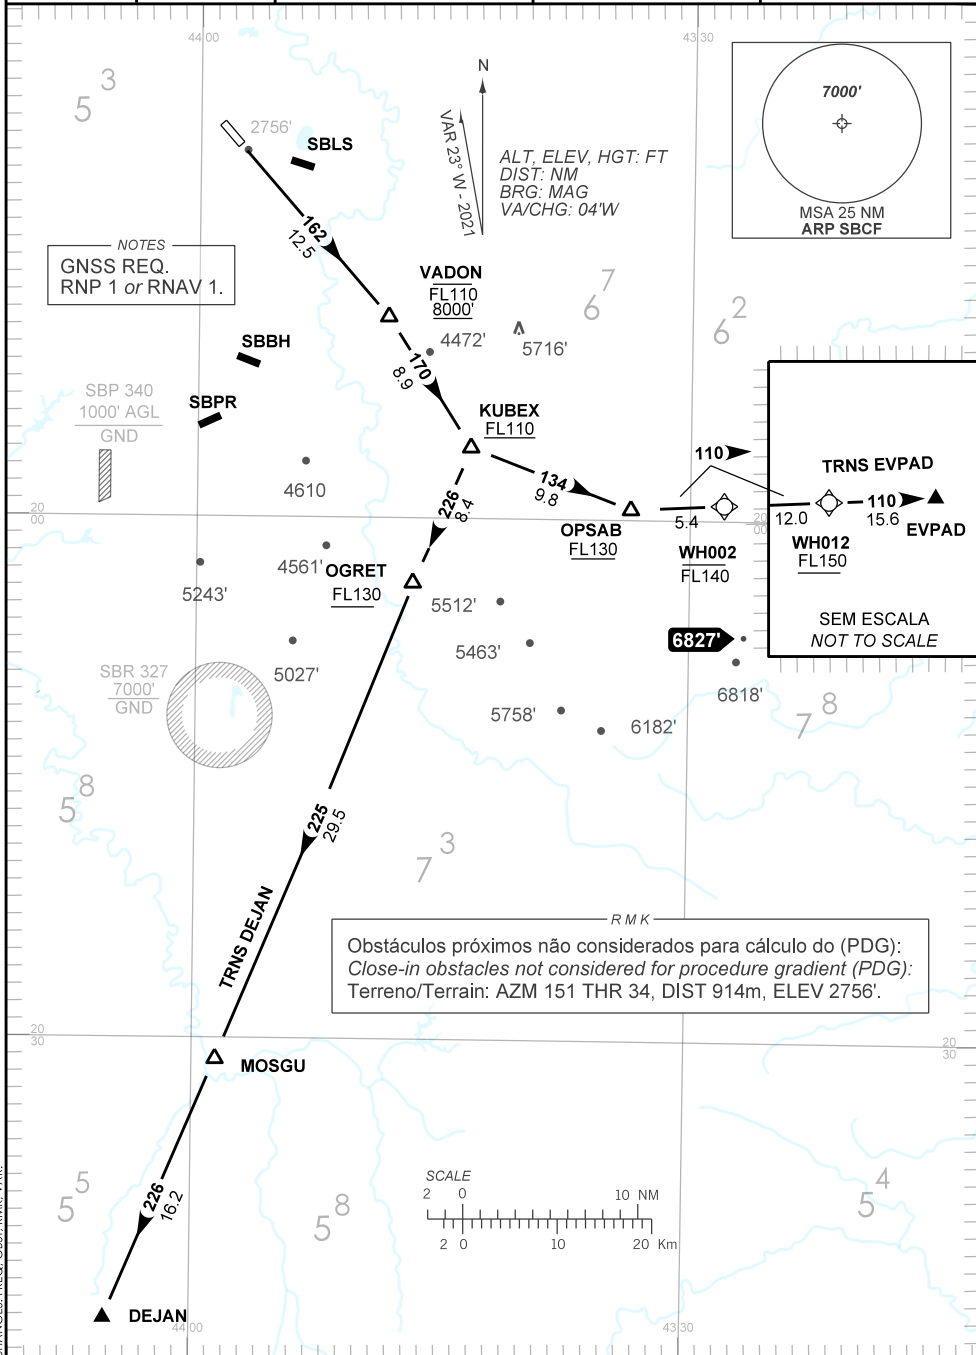 44 00
43 30
5 3
2756'
SBLS
N
VAR 23° W - 2021
ALT, ELEV, HGT: FT
DIST: NM
BRG: MAG
VA/CHG: 04'W
7000'
MSA 25 NM
ARP SBCF
NOTES
GNSS REQ.
RNP 1 or RNAV 1.
162
12.5
VADON
FL110
8000'
6 7
6 2
4472'
5716'
170
8.9
SBBH
SBP 340
1000' AGL
GND
SBPR
KUBEX
FL110
4610
134
9.8
110
TRNS EVPAD
226
8.4
20
00
OPSAB
FL130
5.4
20
00
12.0
110
15.6
EVPAD
WH002
FL140
WH012
FL150
5243'
4561'
OGRET
FL130
5512'
5463'
6827'
SEM ESCALA
NOT TO SCALE
SBR 327
7000'
GND
5027'
6818'
5758'
6182'
7 8
5 8
225
29.5
7 3
TRNS DEJAN
RMK
Obstáculos próximos não considerados para cálculo do (PDG):
Close-in obstacles not considered for procedure gradient (PDG):
Terreno/Terrain: AZM 151 THR 34, DIST 914m, ELEV 2756'.
20
30
20
30
MOSGU
SCALE
2 0 10 NM
2 0 10 20 Km
5 5
226
16.2
5 8
5 4
DEJAN
44 00
43 30